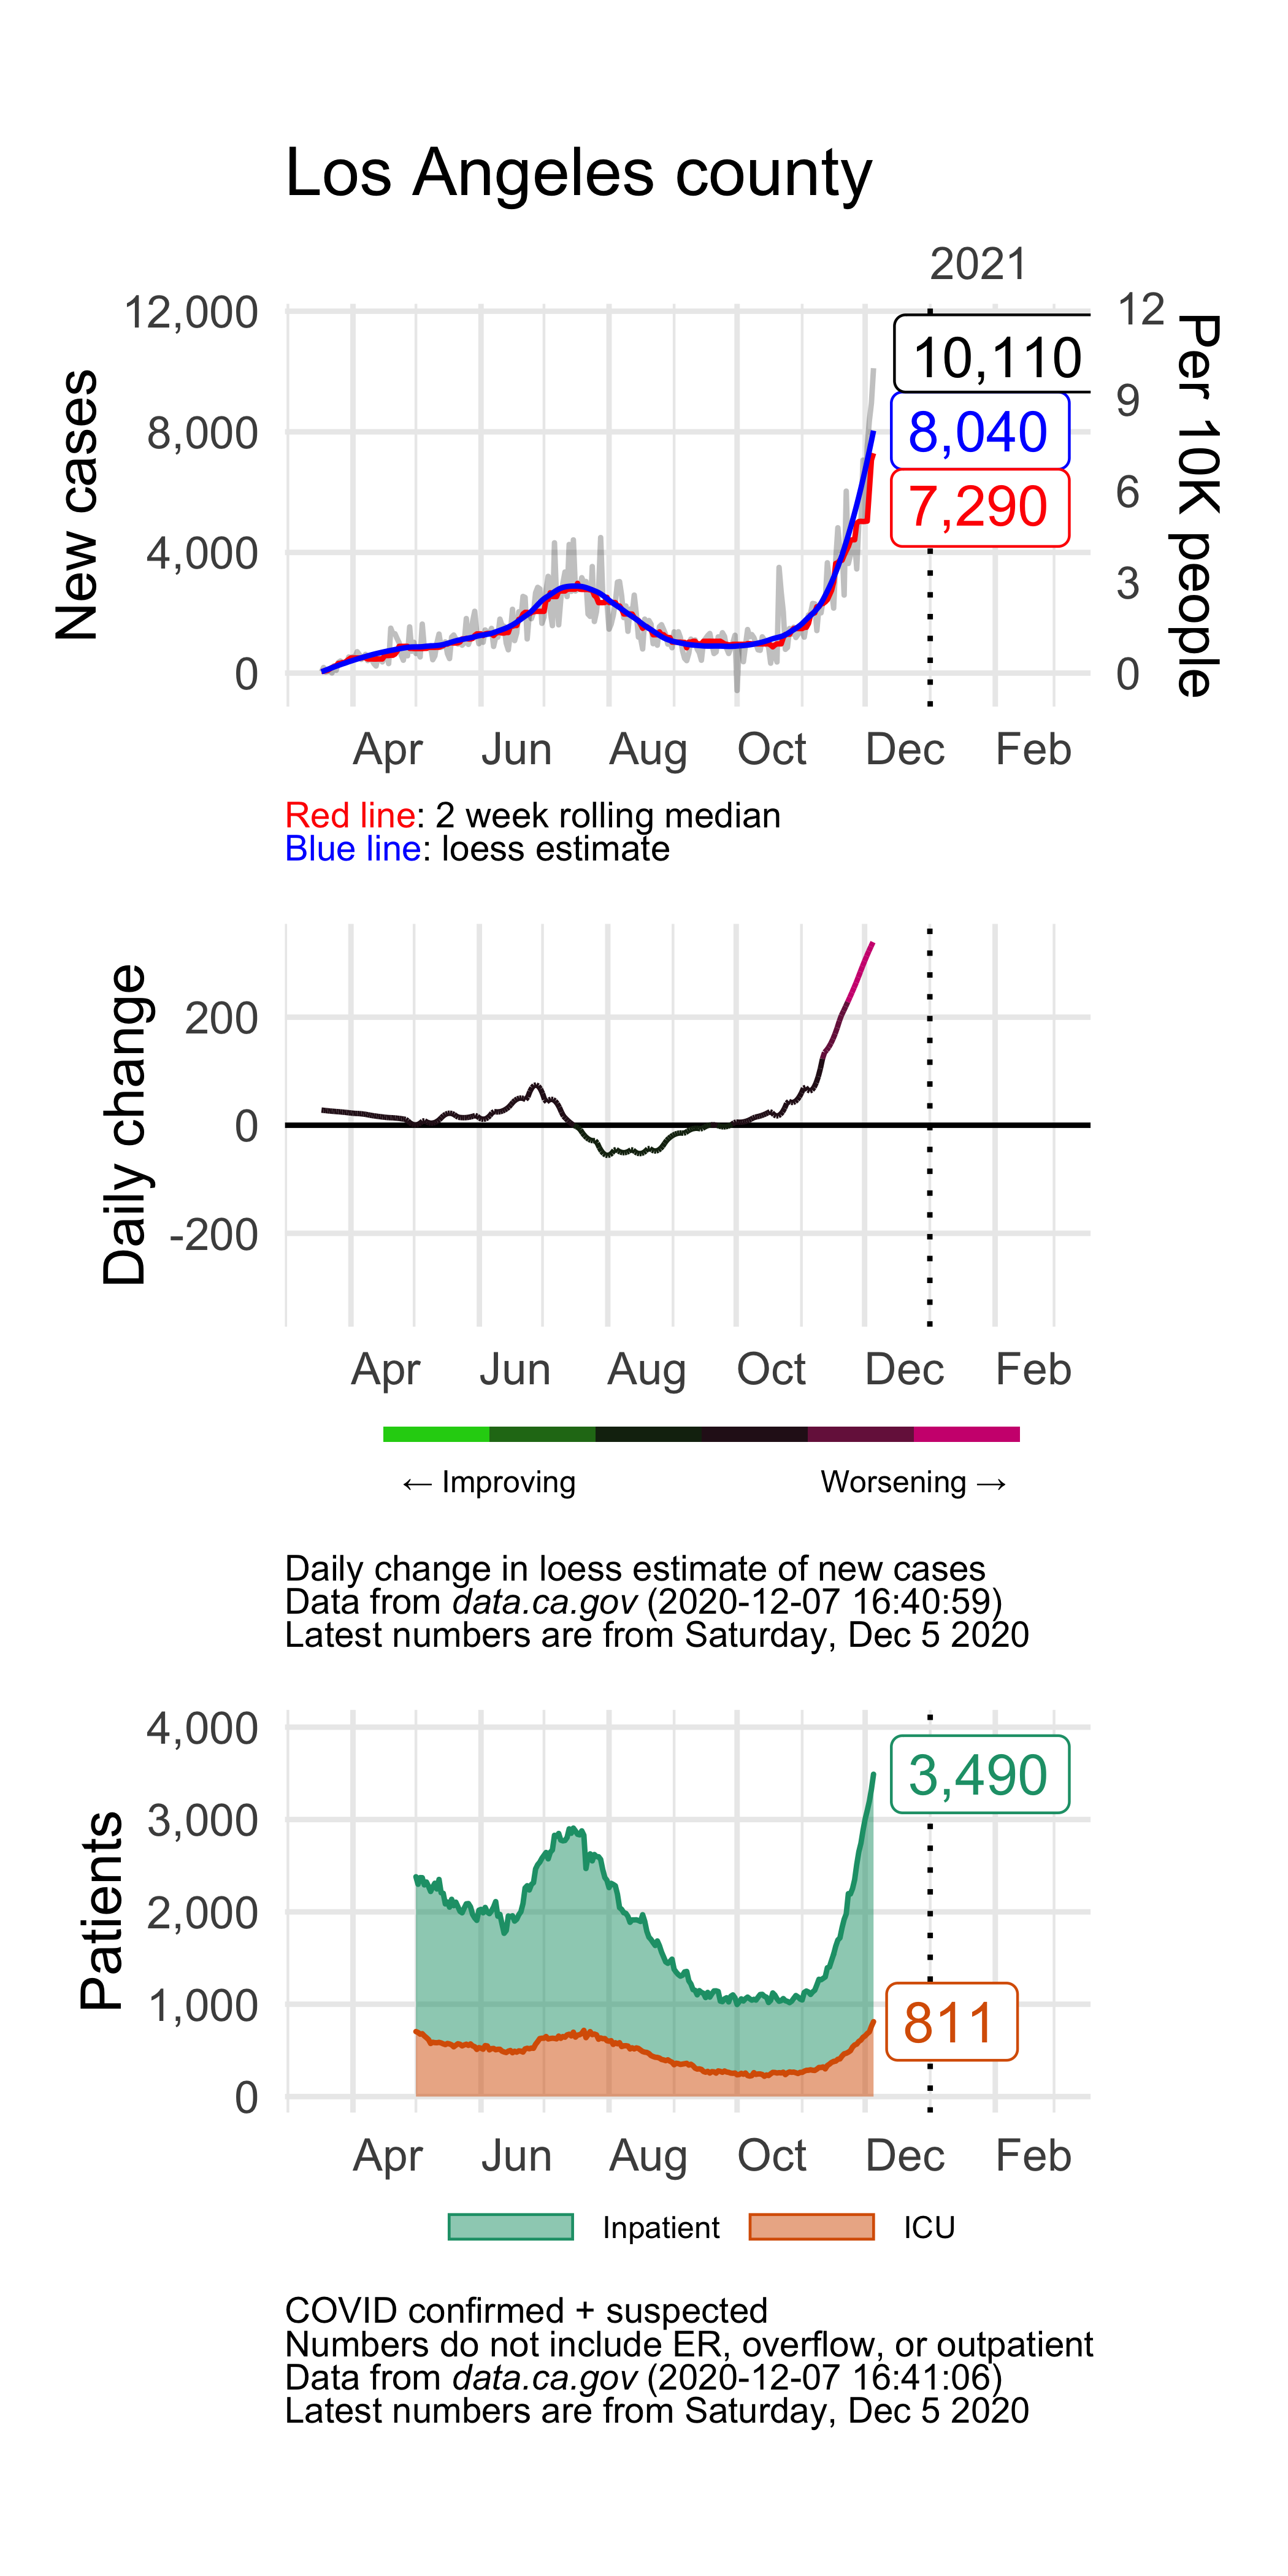 Los Angeles county
2021
12,000
8,000
4,000
0
New cases
12
9
6
3
0
Per 10K people
10,110
8,040
7,290
Apr Jun Aug Oct Dec Feb
Red line: 2 week rolling median
Blue line: loess estimate
Daily change
200
0
-200
Apr Jun Aug Oct Dec Feb
← Improving Worsening →
Daily change in loess estimate of new cases
Data from data.ca.gov (2020-12-07 16:40:59)
Latest numbers are from Saturday, Dec 5 2020
Patients
4,000
3,000
2,000
1,000
0
3,490
811
Apr Jun Aug Oct Dec Feb
Inpatient ICU
COVID confirmed + suspected
Numbers do not include ER, overflow, or outpatient
Data from data.ca.gov (2020-12-07 16:41:06)
Latest numbers are from Saturday, Dec 5 2020